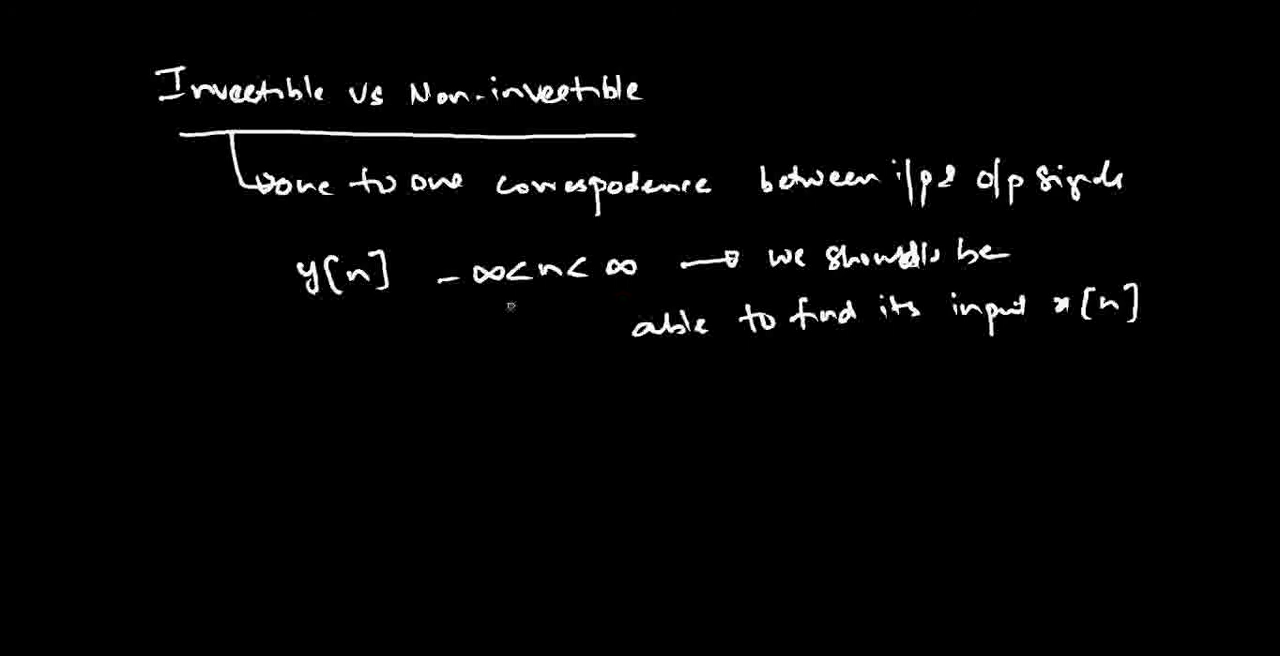 Invertible vs Non-invertible
one to one correspodence between i/p & o/p signals
y[n] -∞<n<∞ → we should be
able to find its input x[n]